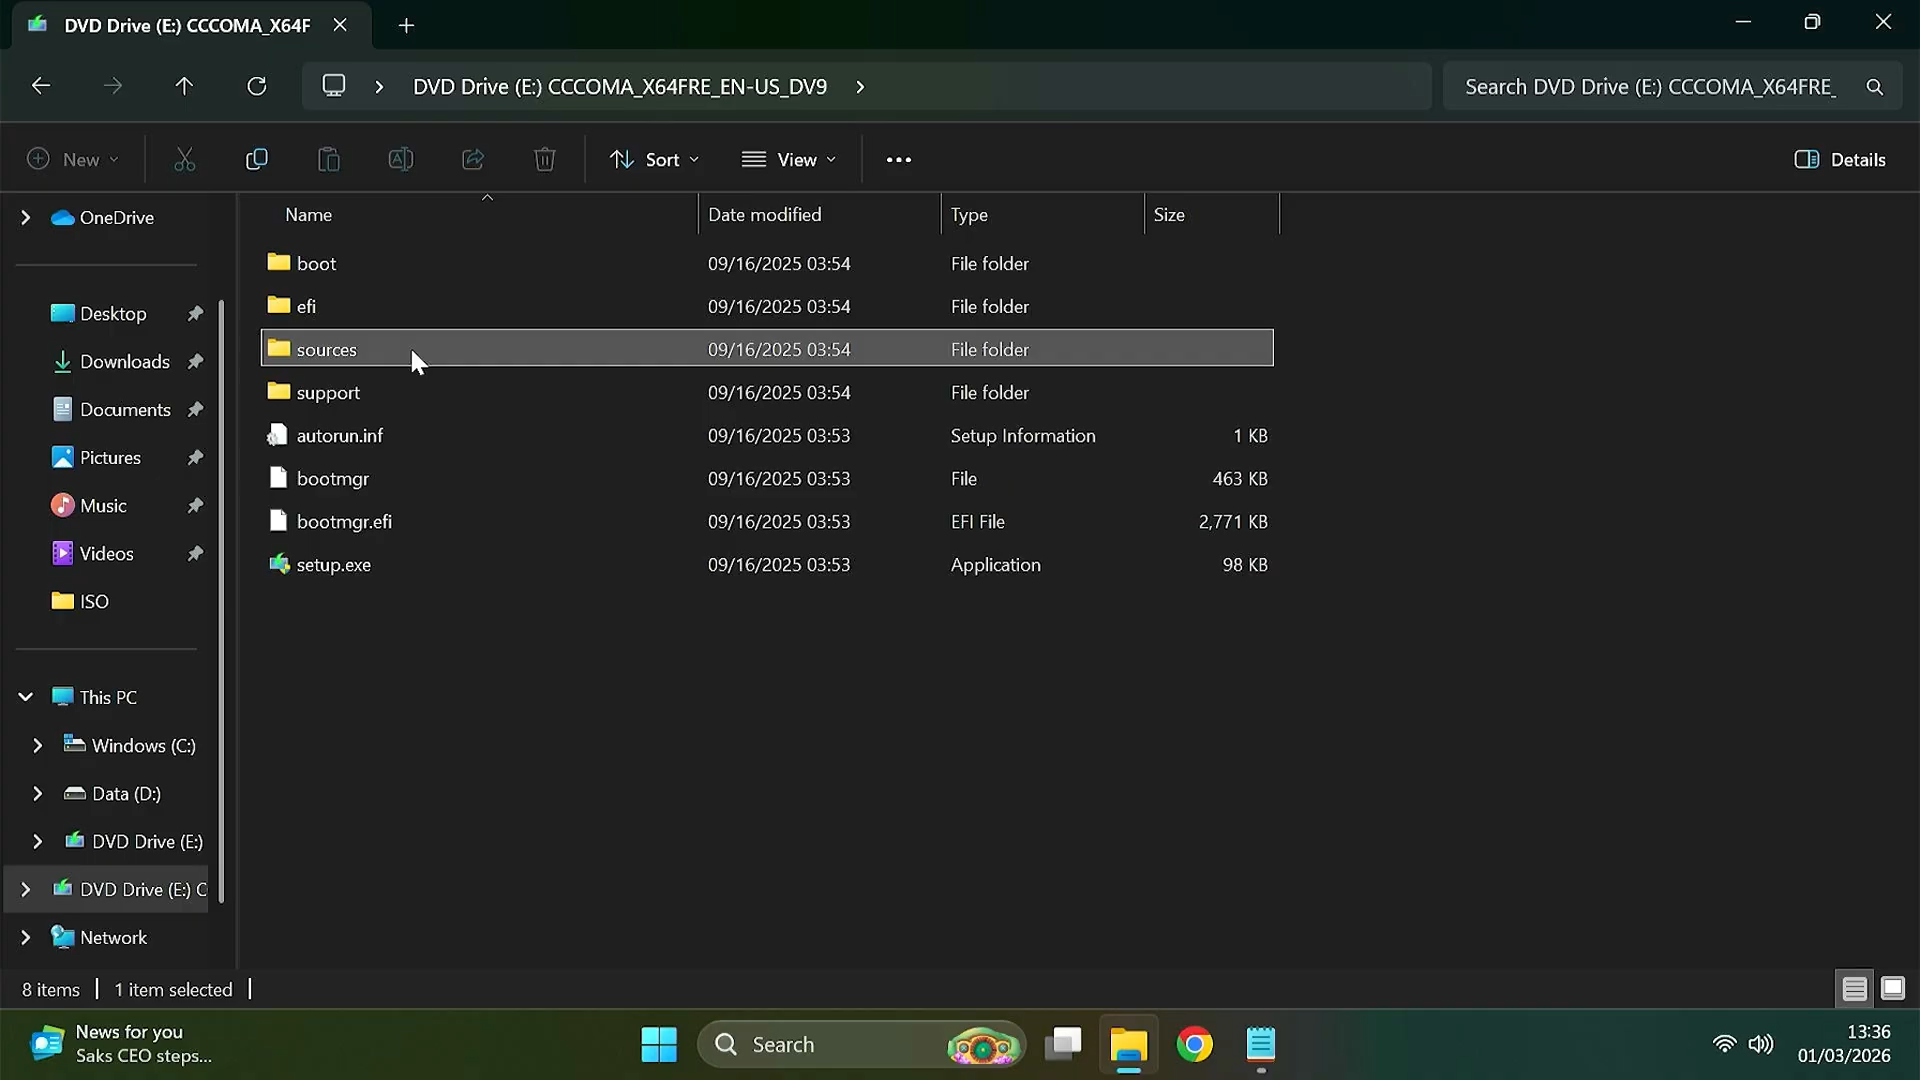 DVD Drive (E:) CCCOMA_X64F
DVD Drive (E:) CCCOMA_X64FRE_EN-US_DV9
Search DVD Drive (E:) CCCOMA_X64FRE_
New
Sort
View
Details
OneDrive
Desktop
Downloads
Documents
Pictures
Music
Videos
ISO
This PC
Windows (C:)
Data (D:)
DVD Drive (E:)
DVD Drive (E:) C
Network
Name Date modified Type Size
boot 09/16/2025 03:54 File folder
efi 09/16/2025 03:54 File folder
sources 09/16/2025 03:54 File folder
support 09/16/2025 03:54 File folder
autorun.inf 09/16/2025 03:53 Setup Information 1 KB
bootmgr 09/16/2025 03:53 File 463 KB
bootmgr.efi 09/16/2025 03:53 EFI File 2,771 KB
setup.exe 09/16/2025 03:53 Application 98 KB
8 items 1 item selected
News for you
Saks CEO steps...
Search
13:36
01/03/2026